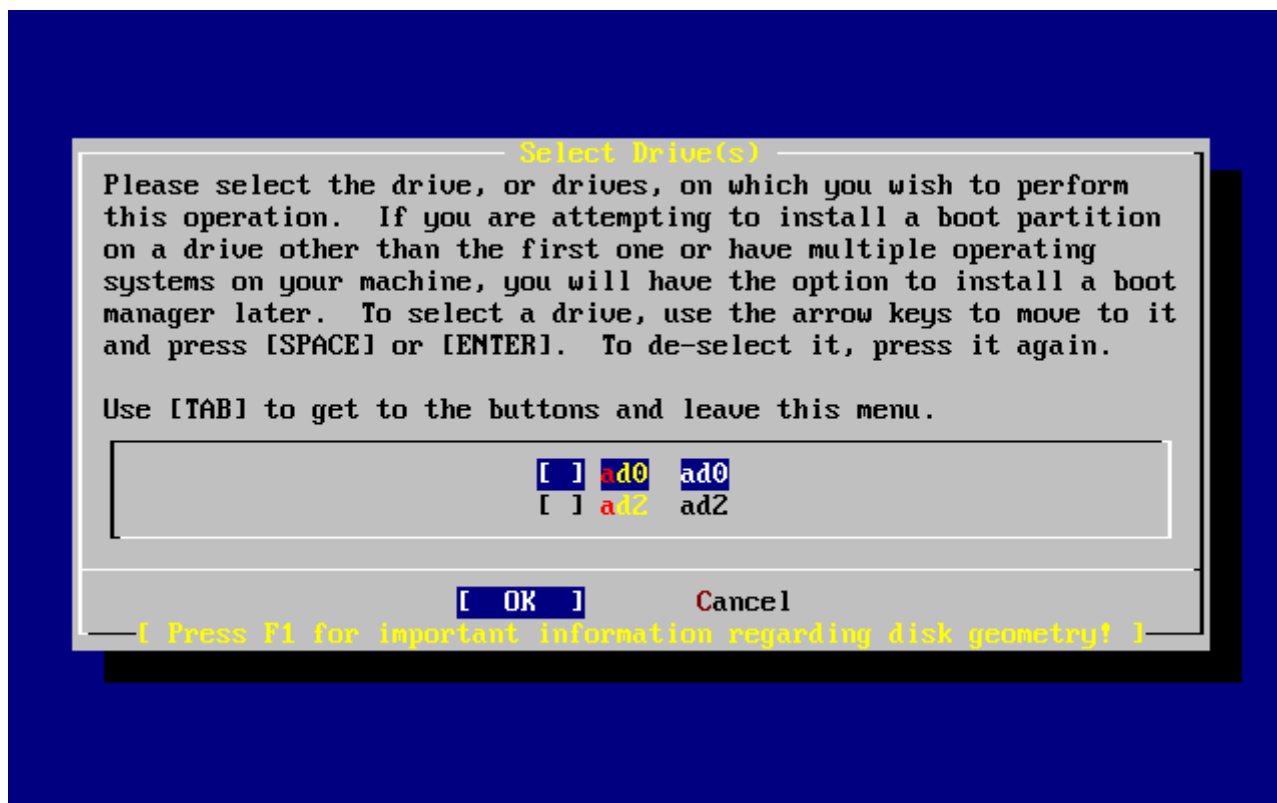 Select Drive(s)
Please select the drive, or drives, on which you wish to perform
this operation.  If you are attempting to install a boot partition
on a drive other than the first one or have multiple operating
systems on your machine, you will have the option to install a boot
manager later.  To select a drive, use the arrow keys to move to it
and press [SPACE] or [ENTER].  To de-select it, press it again.
Use [TAB] to get to the buttons and leave this menu.
[ ] ad0  ad0
[ ] ad2  ad2
[  OK  ]       Cancel
[ Press F1 for important information regarding disk geometry! ]